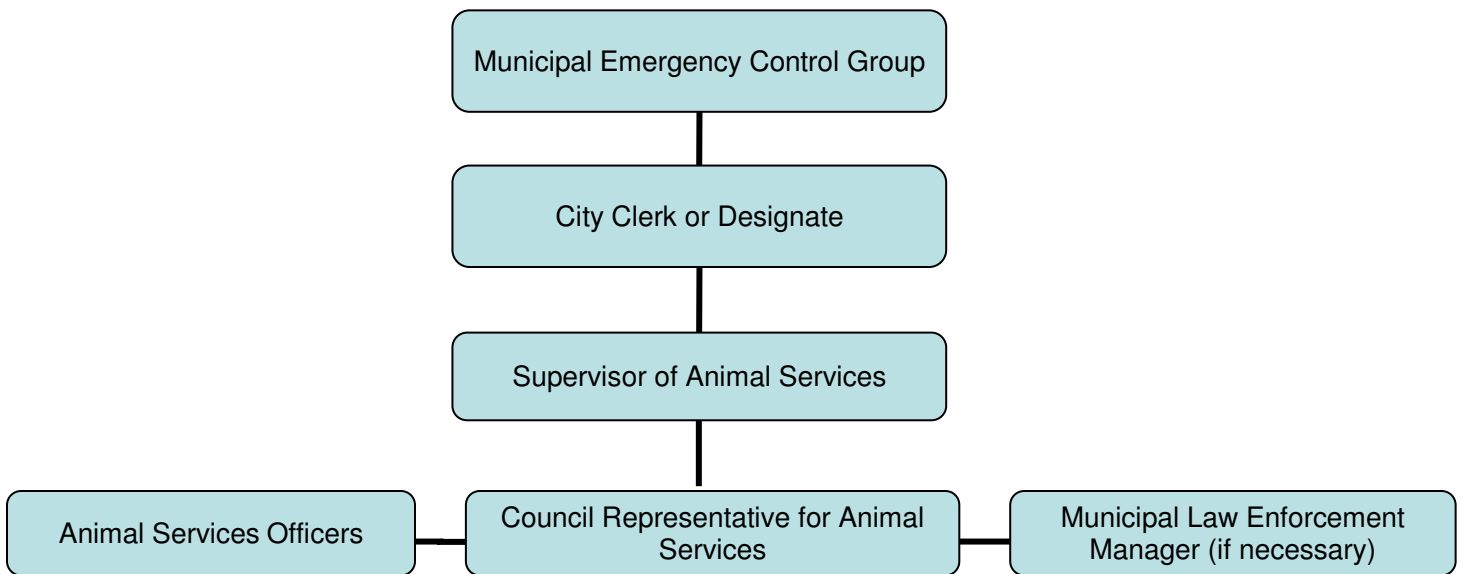 Municipal Emergency Control Group
City Clerk or Designate
Supervisor of Animal Services
Animal Services Officers
Council Representative for Animal
Services
Municipal Law Enforcement
Manager (if necessary)